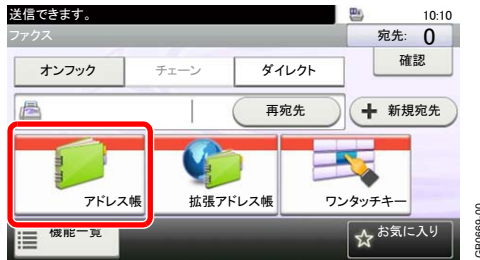 送信できます。 10:10
ファクス 宛先: 0
オンフック チェーン ダイレクト 確認
再宛先 + 新規宛先
アドレス帳 拡張アドレス帳 ワンタッチキー
機能一覧 お気に入り
GB0669_00